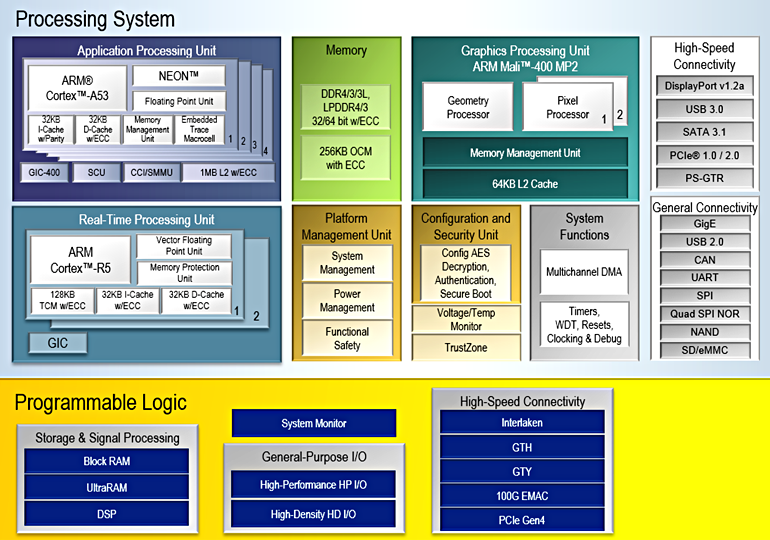 Processing System
Application Processing Unit
ARM®
Cortex™-A53
NEON™
Floating Point Unit
32KB
I-Cache
w/Parity
32KB
D-Cache
w/ECC
Memory
Management
Unit
Embedded
Trace
Macrocell
1
2
3
4
GIC-400
SCU
CCI/SMMU
1MB L2 w/ECC
Memory
DDR4/3/3L,
LPDDR4/3
32/64 bit w/ECC
256KB OCM
with ECC
Graphics Processing Unit
ARM Mali™-400 MP2
Geometry
Processor
Pixel
Processor
1
2
Memory Management Unit
64KB L2 Cache
High-Speed
Connectivity
DisplayPort v1.2a
USB 3.0
SATA 3.1
PCIe® 1.0 / 2.0
PS-GTR
Real-Time Processing Unit
ARM
Cortex™-R5
Vector Floating
Point Unit
Memory Protection
Unit
128KB
TCM w/ECC
32KB I-Cache
w/ECC
32KB D-Cache
w/ECC
1
2
GIC
Platform
Management Unit
System
Management
Power
Management
Functional
Safety
Configuration and
Security Unit
Config AES
Decryption,
Authentication,
Secure Boot
Voltage/Temp
Monitor
TrustZone
System
Functions
Multichannel DMA
Timers,
WDT, Resets,
Clocking & Debug
General Connectivity
GigE
USB 2.0
CAN
UART
SPI
Quad SPI NOR
NAND
SD/eMMC
Programmable Logic
Storage & Signal Processing
Block RAM
UltraRAM
DSP
System Monitor
General-Purpose I/O
High-Performance HP I/O
High-Density HD I/O
High-Speed Connectivity
Interlaken
GTH
GTY
100G EMAC
PCIe Gen4